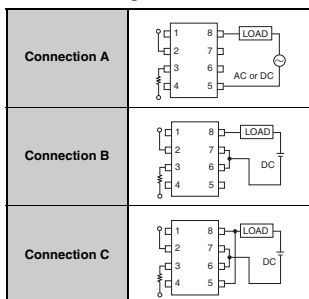 Connection A
1 8 LOAD
2 7
3 6
AC or DC
4 5
Connection B
1 8 LOAD
2 7
DC
3 6
4 5
Connection C
1 8 LOAD
2 7
DC
3 6
4 5